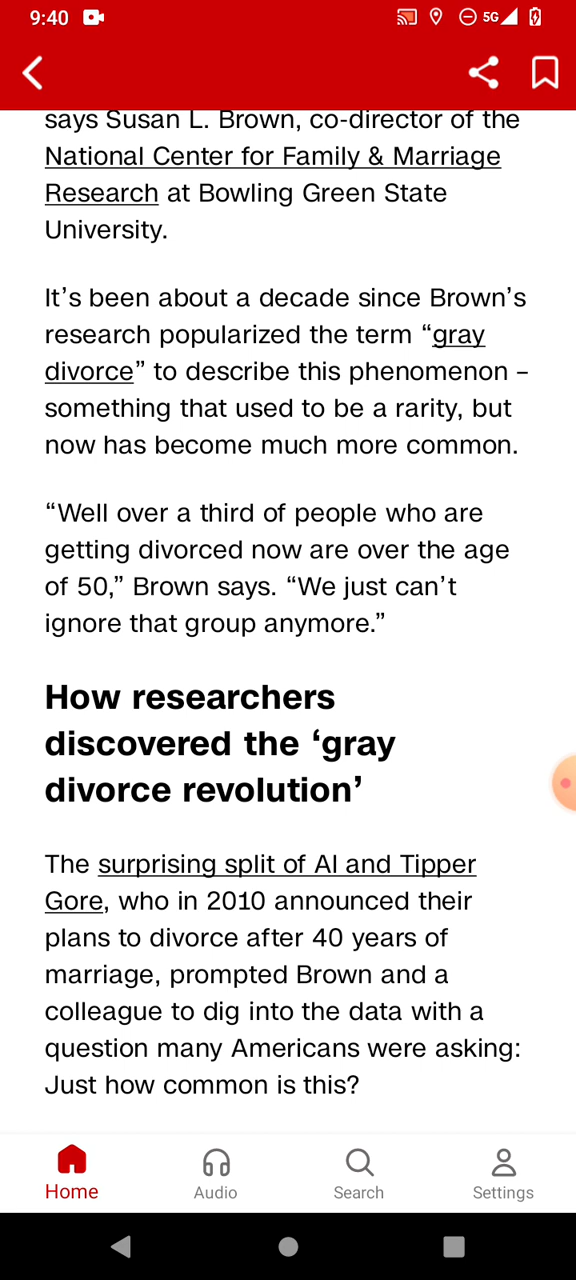 9:40
5G
says Susan L. Brown, co-director of the
National Center for Family & Marriage
Research at Bowling Green State
University.
It’s been about a decade since Brown’s
research popularized the term “gray
divorce” to describe this phenomenon –
something that used to be a rarity, but
now has become much more common.
“Well over a third of people who are
getting divorced now are over the age
of 50,” Brown says. “We just can’t
ignore that group anymore.”
How researchers
discovered the ‘gray
divorce revolution’
The surprising split of Al and Tipper
Gore, who in 2010 announced their
plans to divorce after 40 years of
marriage, prompted Brown and a
colleague to dig into the data with a
question many Americans were asking:
Just how common is this?
Home
Audio
Search
Settings